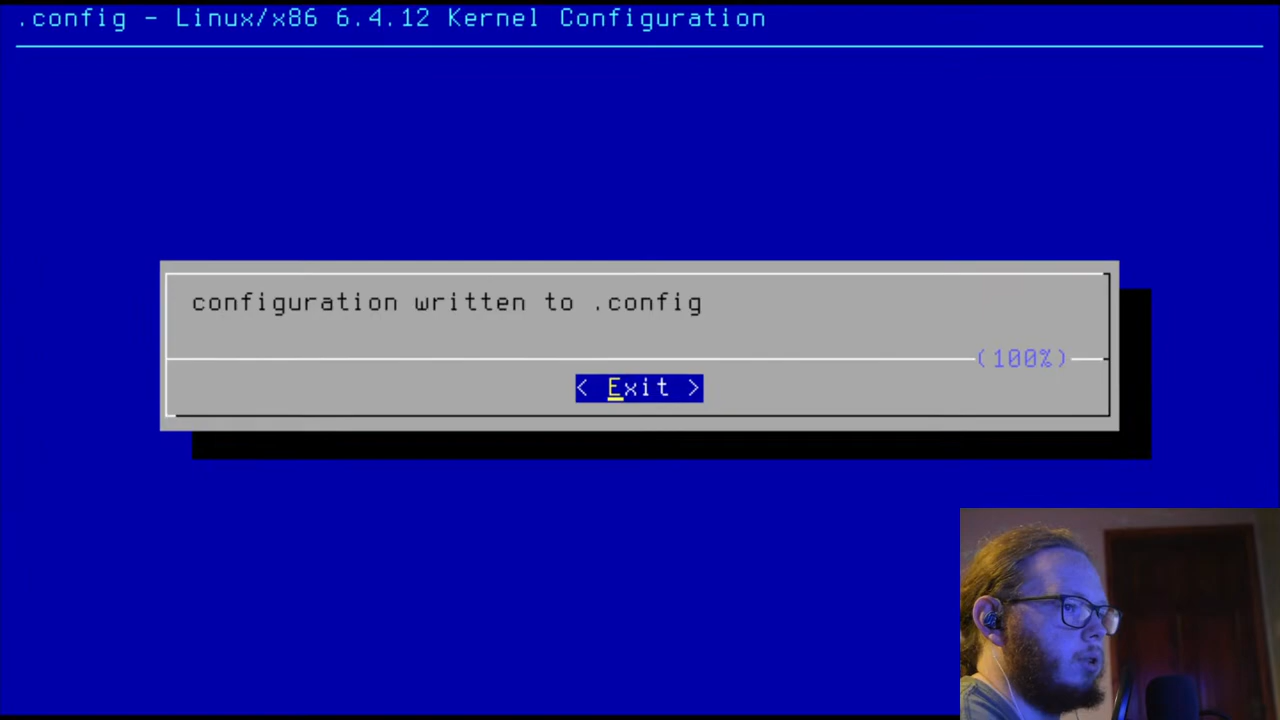 .config - Linux/x86 6.4.12 Kernel Configuration
configuration written to .config
(100%)
< Exit >